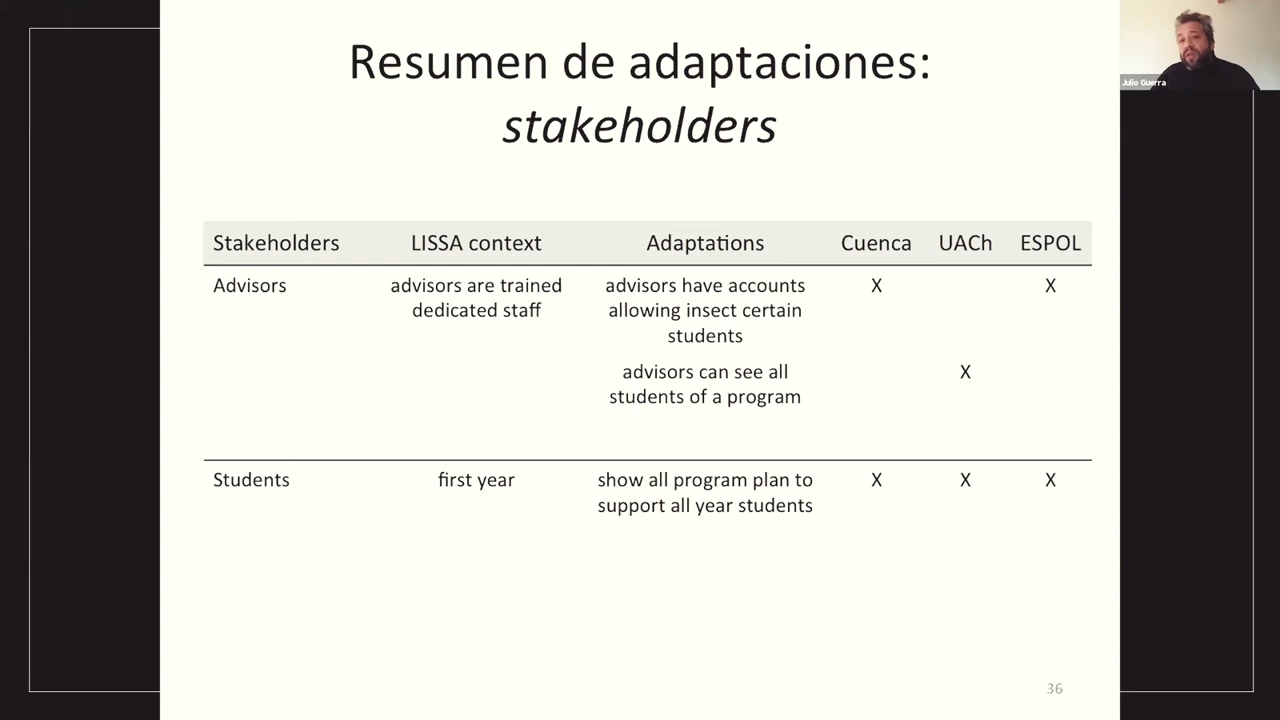 Resumen de adaptaciones:
stakeholders
Julio Guerra
Stakeholders LISSA context Adaptations Cuenca UACh ESPOL
Advisors advisors are trained advisors have accounts X X
dedicated staff allowing insect certain
students
advisors can see all X
students of a program
Students first year show all program plan to X X X
support all year students
36